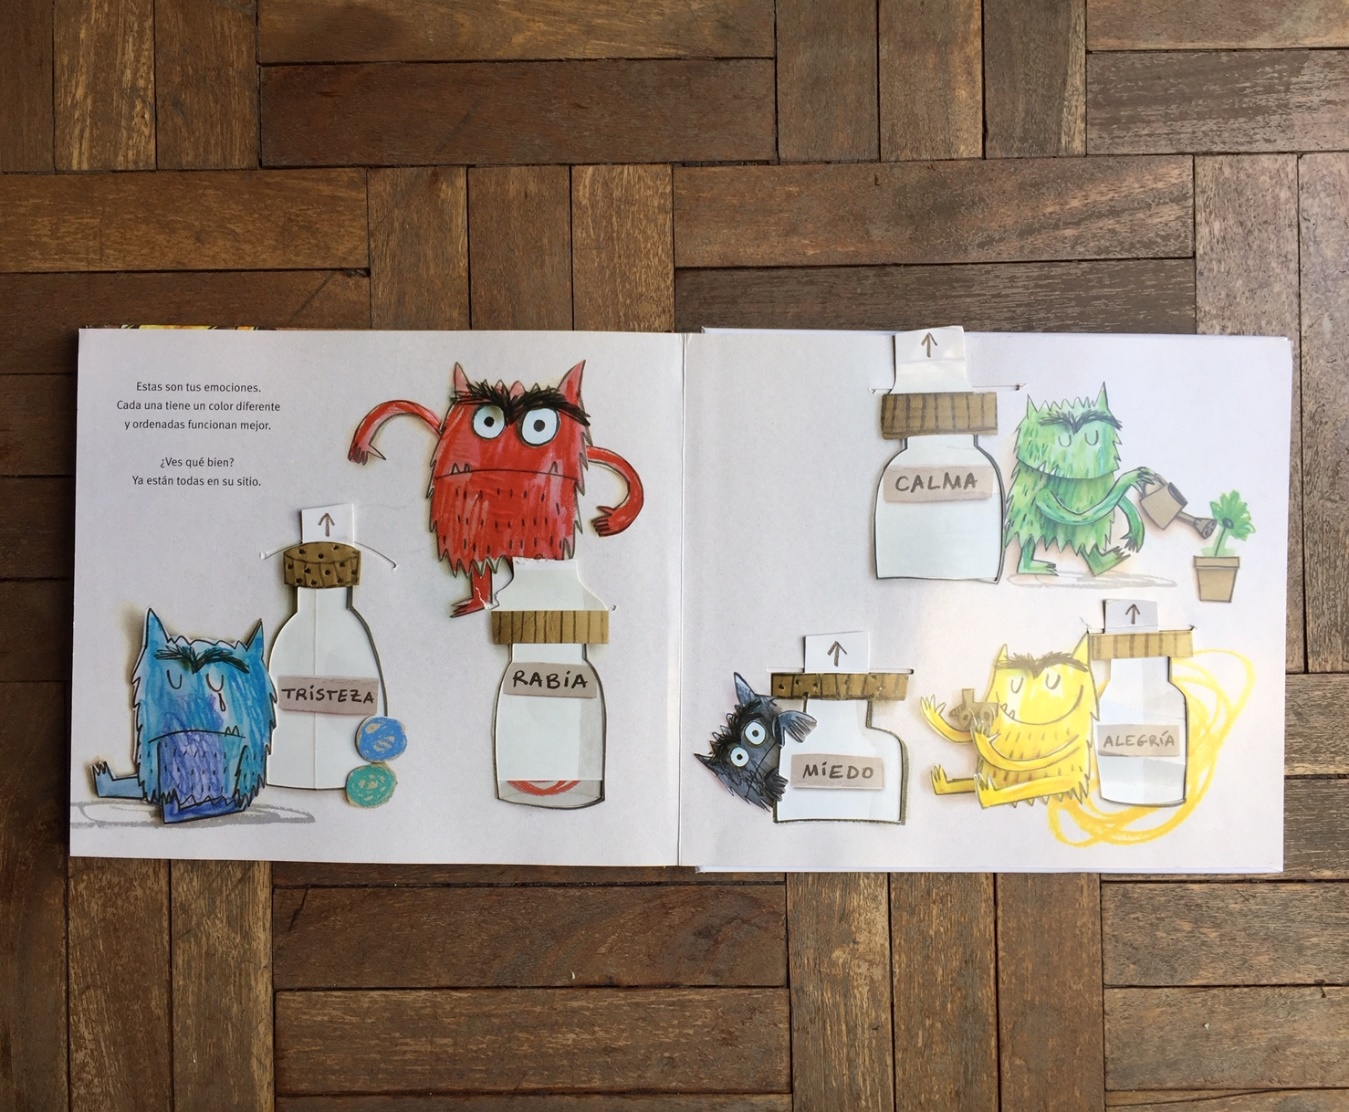 Estas son tus emociones.
Cada una tiene un color diferente
y ordenadas funcionan mejor.
¿Ves qué bien?
Ya están todas en su sitio.
TRISTEZA
RABIA
CALMA
MIEDO
ALEGRÍA